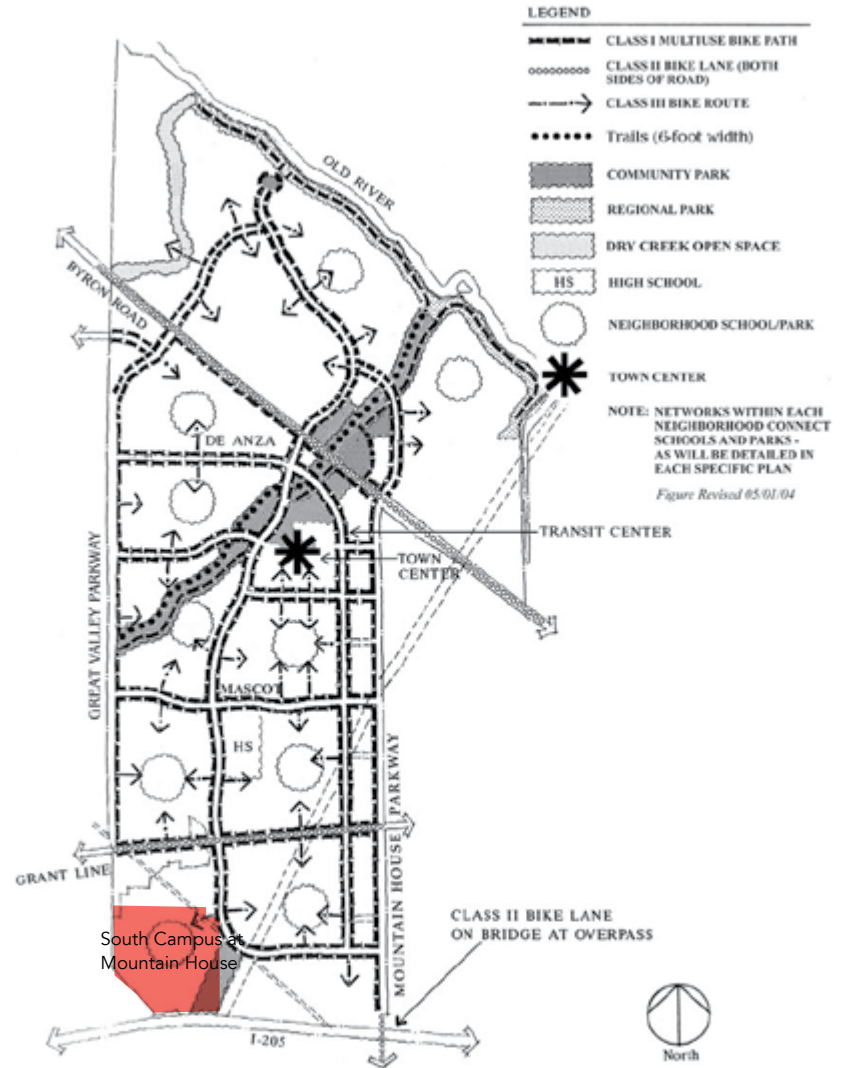 LEGEND
CLASS I MULTIUSE BIKE PATH
CLASS II BIKE LANE (BOTH
SIDES OF ROAD)
CLASS III BIKE ROUTE
Trails (6-foot width)
COMMUNITY PARK
REGIONAL PARK
DRY CREEK OPEN SPACE
HS
HIGH SCHOOL
NEIGHBORHOOD SCHOOL/PARK
TOWN CENTER
NOTE: NETWORKS WITHIN EACH
NEIGHBORHOOD CONNECT
SCHOOLS AND PARKS -
AS WILL BE DETAILED IN
EACH SPECIFIC PLAN
Figure Revised 05/01/04
OLD RIVER
BYRON ROAD
DE ANZA
TRANSIT CENTER
TOWN
CENTER
GREAT VALLEY PARKWAY
MASCOT
HS
MOUNTAIN HOUSE PARKWAY
GRANT LINE
South Campus at
Mountain House
CLASS II BIKE LANE
ON BRIDGE AT OVERPASS
I-205
North